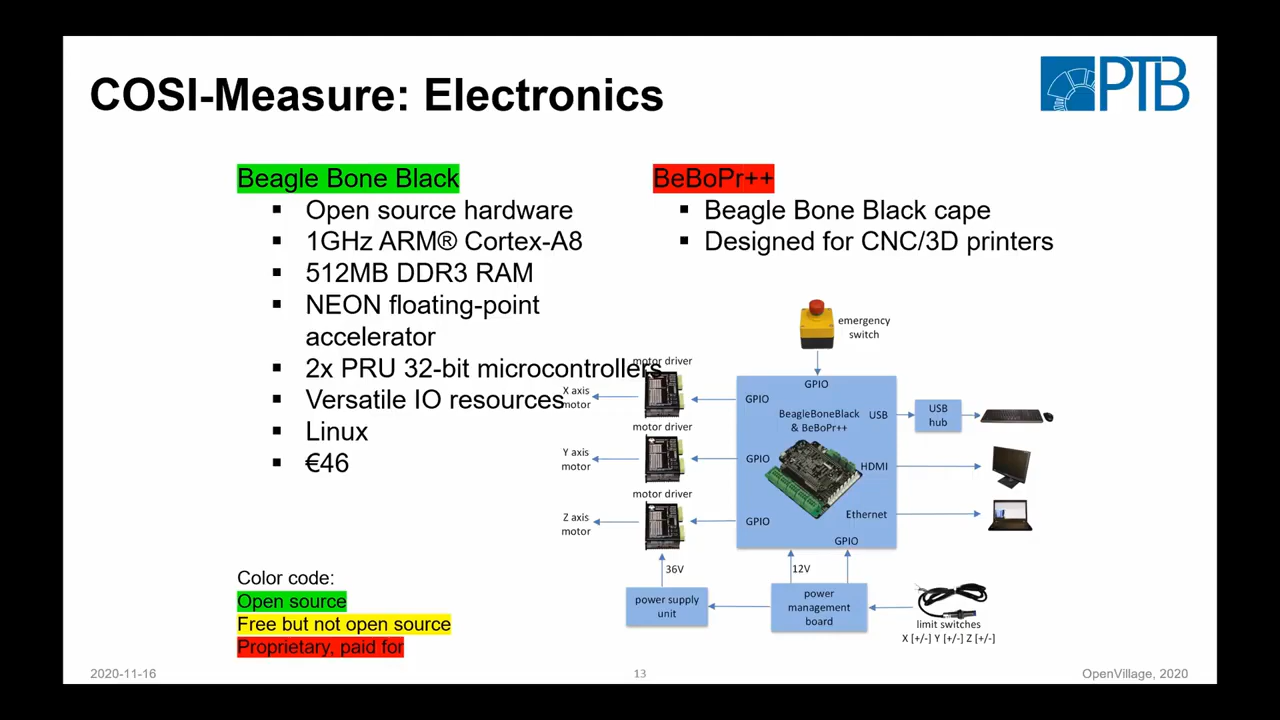 COSI-Measure: Electronics
PTB
Beagle Bone Black
Open source hardware
1GHz ARM® Cortex-A8
512MB DDR3 RAM
NEON floating-point
accelerator
2x PRU 32-bit microcontrollers
Versatile IO resources
Linux
€46
BeBoPr++
Beagle Bone Black cape
Designed for CNC/3D printers
emergency
switch
motor driver
X axis
motor
GPIO
GPIO
BeagleBoneBlack
& BeBoPr++
USB
USB
hub
motor driver
Y axis
motor
GPIO
HDMI
motor driver
Z axis
motor
GPIO
Ethernet
GPIO
36V
12V
power supply
unit
power
management
board
limit switches
X [+/-] Y [+/-] Z [+/-]
Color code:
Open source
Free but not open source
Proprietary, paid for
2020-11-16
13
OpenVillage, 2020